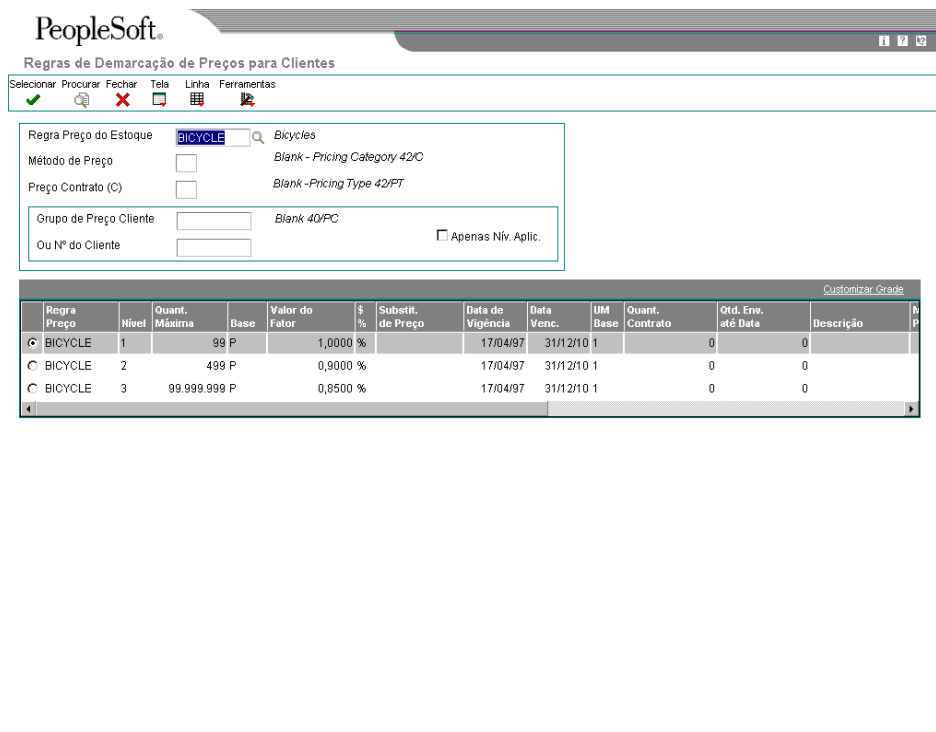 PeopleSoft®
Regras de Demarcação de Preços para Clientes
Selecionar Procurar Fechar Tela Linha Ferramentas
Regra Preço do Estoque BICYCLE Bicycles
Método de Preço Blank - Pricing Category 42/C
Preço Contrato (C) Blank -Pricing Type 42/PT
Grupo de Preço Cliente Blank 40/PC
Apenas Nív. Aplic.
Ou Nº do Cliente
Customizar Grade
Regra Quant. Valor do $ Substit. Data de Data UM Quant. Qtd. Env. M
Preço Nível Máxima Base Fator % de Preço Vigência Venc. Base Contrato até Data Descrição P
BICYCLE 1 99 P 1,0000 % 17/04/97 31/12/10 1 0 0
BICYCLE 2 499 P 0,9000 % 17/04/97 31/12/10 1 0 0
BICYCLE 3 99.999.999 P 0,8500 % 17/04/97 31/12/10 1 0 0